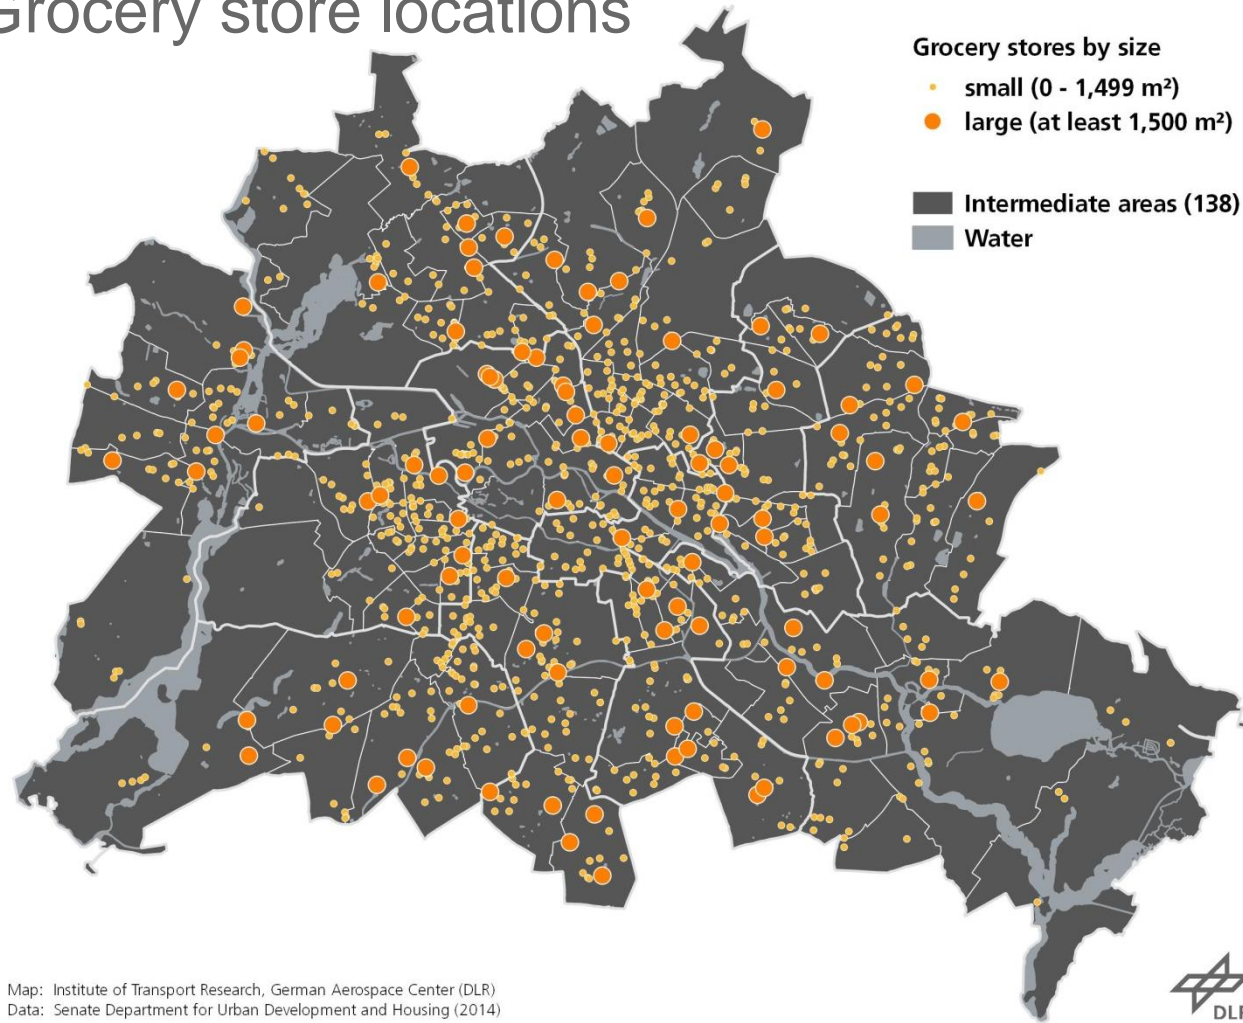 Grocery store locations
Grocery stores by size
small (0 - 1,499 m²)
large (at least 1,500 m²)
Intermediate areas (138)
Water
Map: Institute of Transport Research, German Aerospace Center (DLR)
Data: Senate Department for Urban Development and Housing (2014)
DLR